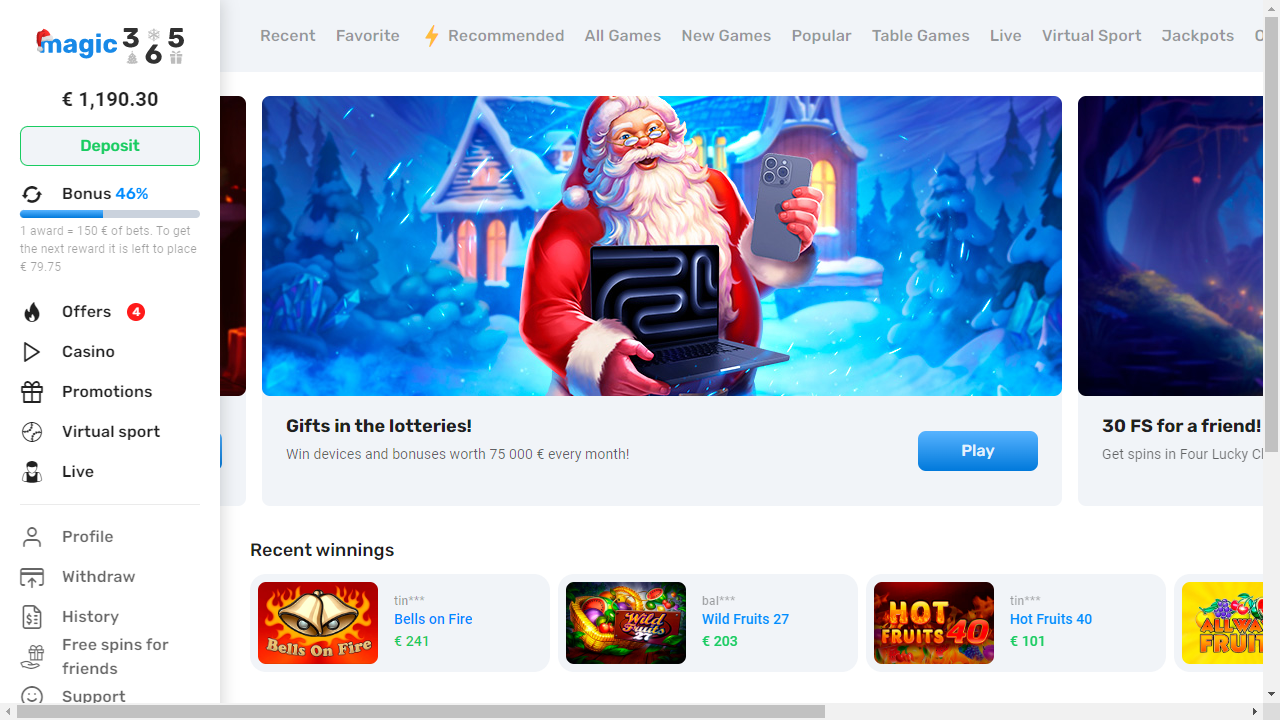 magic 365
€ 1,190.30
Deposit
Bonus 46%
1 award = 150 € of bets. To get
the next reward it is left to place
€ 79.75
Offers 4
Casino
Promotions
Virtual sport
Live
Profile
Withdraw
History
Free spins for
friends
Support
Recent Favorite Recommended All Games New Games Popular Table Games Live Virtual Sport Jackpots
Gifts in the lotteries!
Win devices and bonuses worth 75 000 € every month!
Play
30 FS for a friend!
Get spins in Four Lucky
Recent winnings
Bells On Fire
tin***
Bells on Fire
€ 241
Wild
Fruits
bal***
Wild Fruits 27
€ 203
HOT
FRUITS 40
tin***
Hot Fruits 40
€ 101